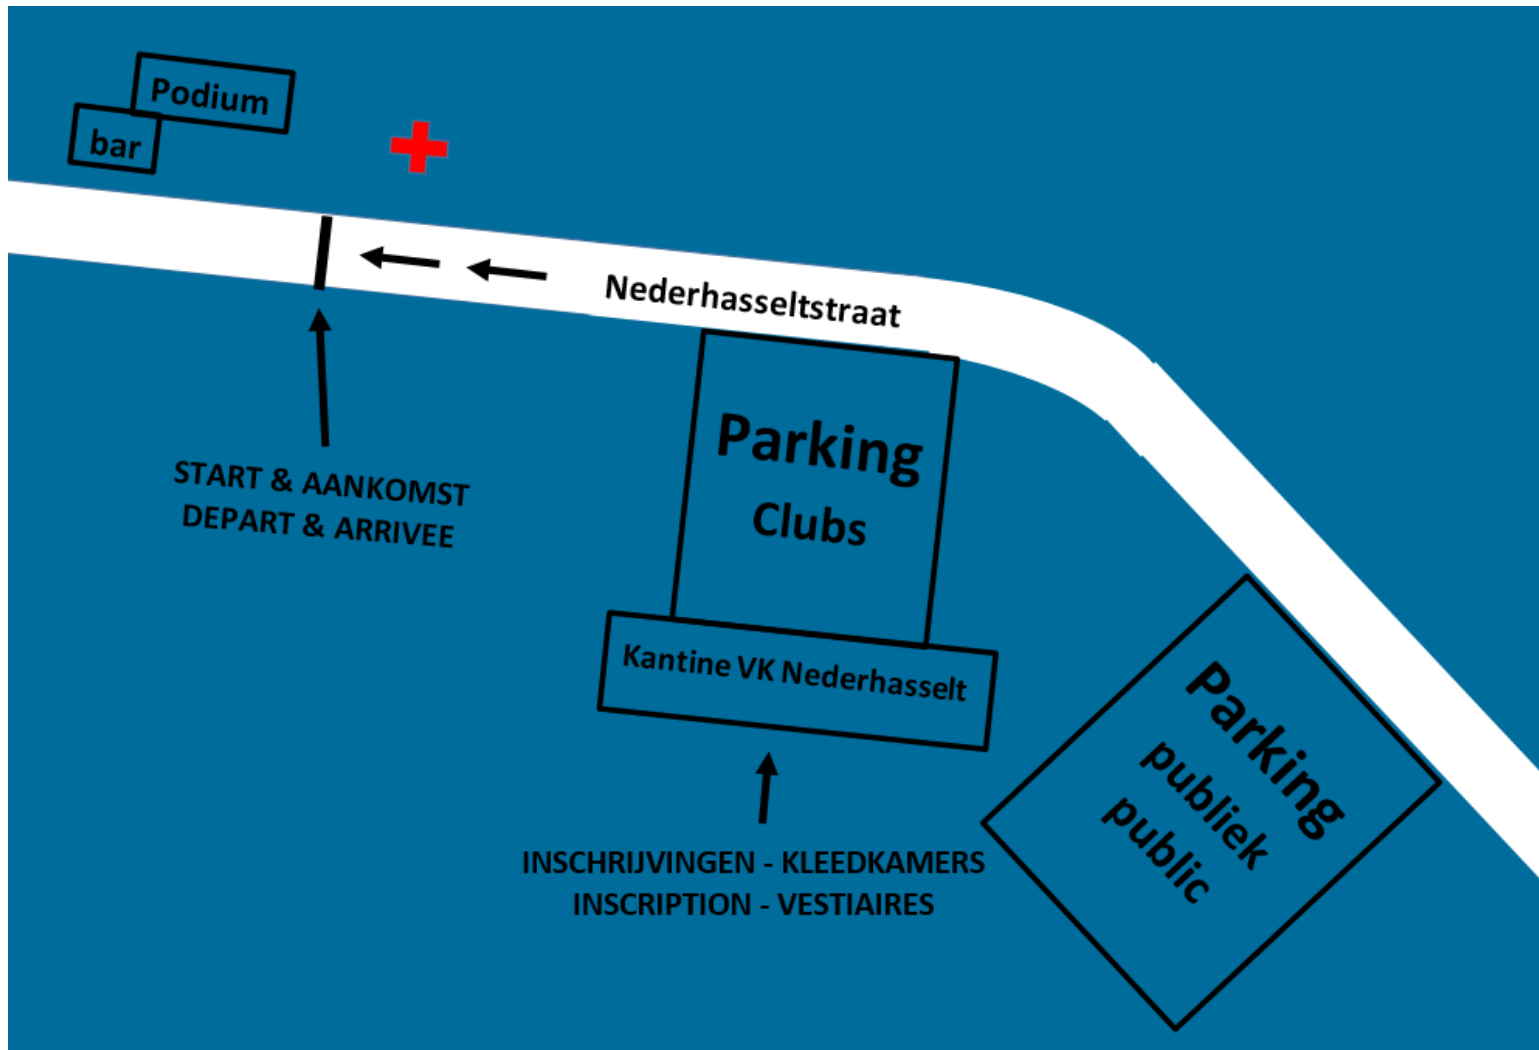 Podium
bar
Nederhasseltstraat
START & AANKOMST
DEPART & ARRIVEE
Parking
Clubs
Kantine VK Nederhasselt
INSCHRIJVINGEN - KLEEDKAMERS
INSCRIPTION - VESTIAIRES
Parking
publiek
public